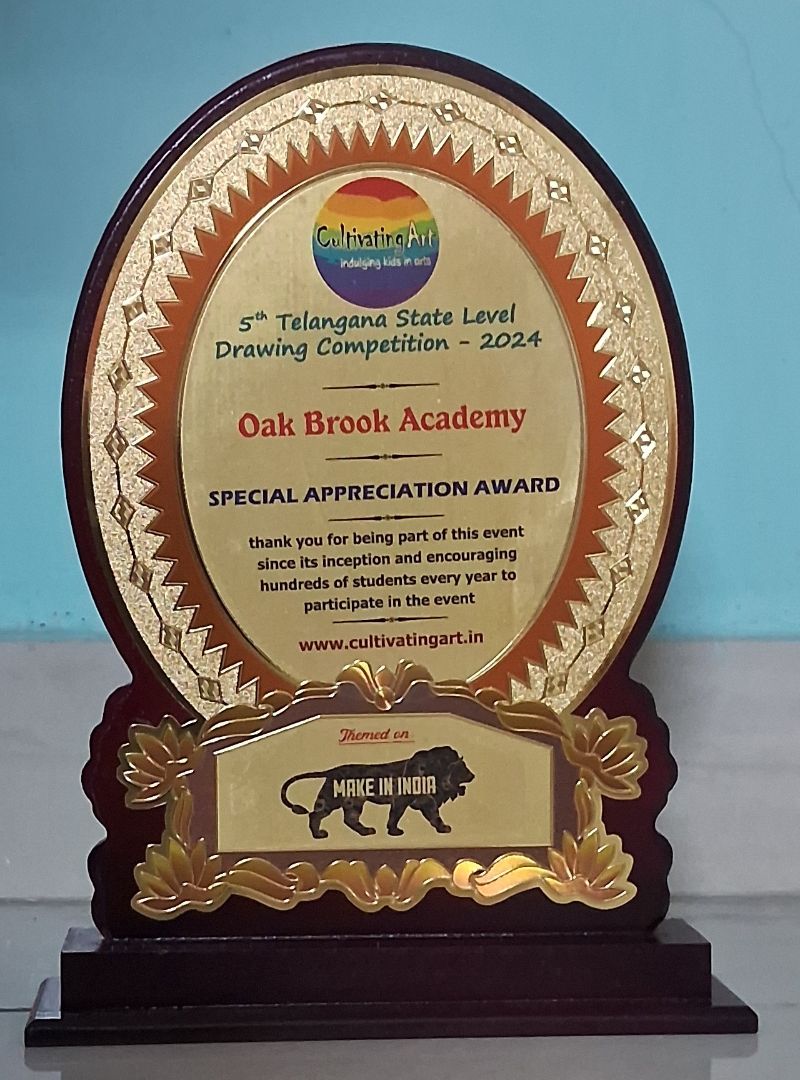 Cultivating Art
indulging kids in arts
5th Telangana State Level
Drawing Competition - 2024
Oak Brook Academy
SPECIAL APPRECIATION AWARD
thank you for being part of this event
since its inception and encouraging
hundreds of students every year to
participate in the event
www.cultivatingart.in
Themed on
MAKE IN INDIA